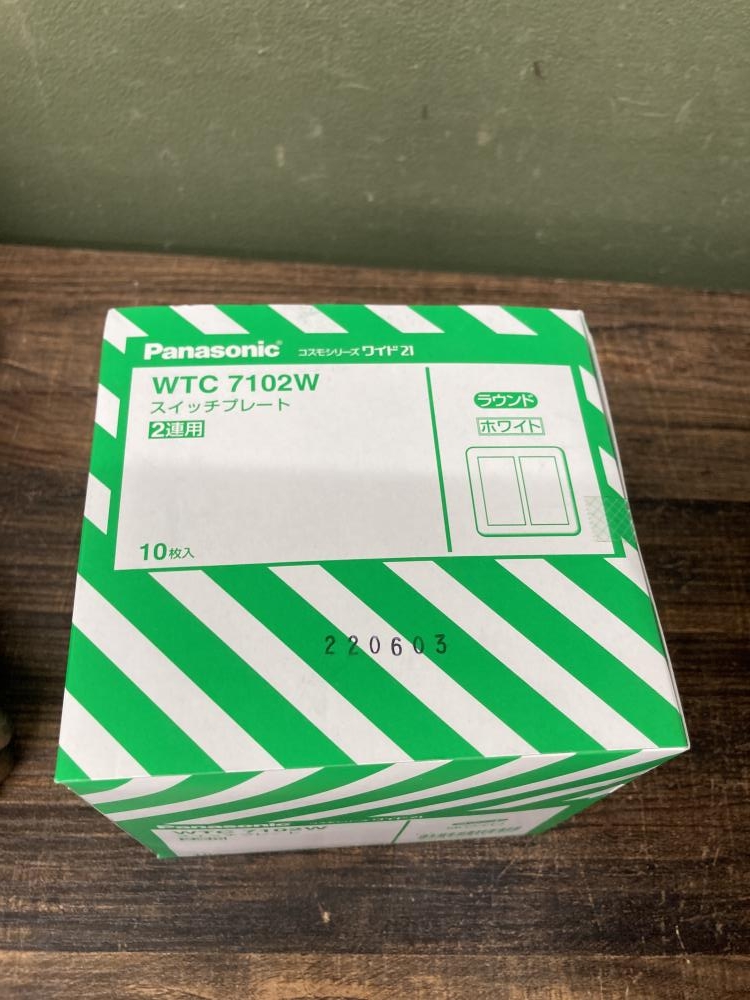 Panasonic® コスモシリーズ ワイド21
WTC 7102W
スイッチプレート
2連用
ラウンド
ホワイト
10枚入
220603
WTC 7102W